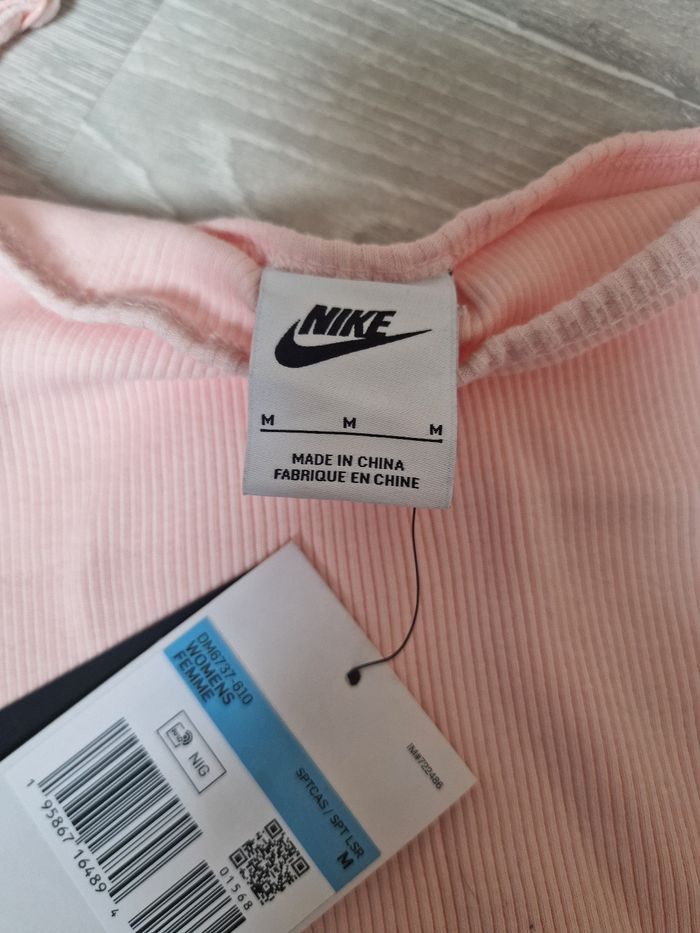 NIKE
M M M
MADE IN CHINA
FABRIQUE EN CHINE
DM6737-610
WOMENS
FEMME
NIG
SPTCAS / SPT LSR
M
IM#722486
1 95867 16489 4
01568